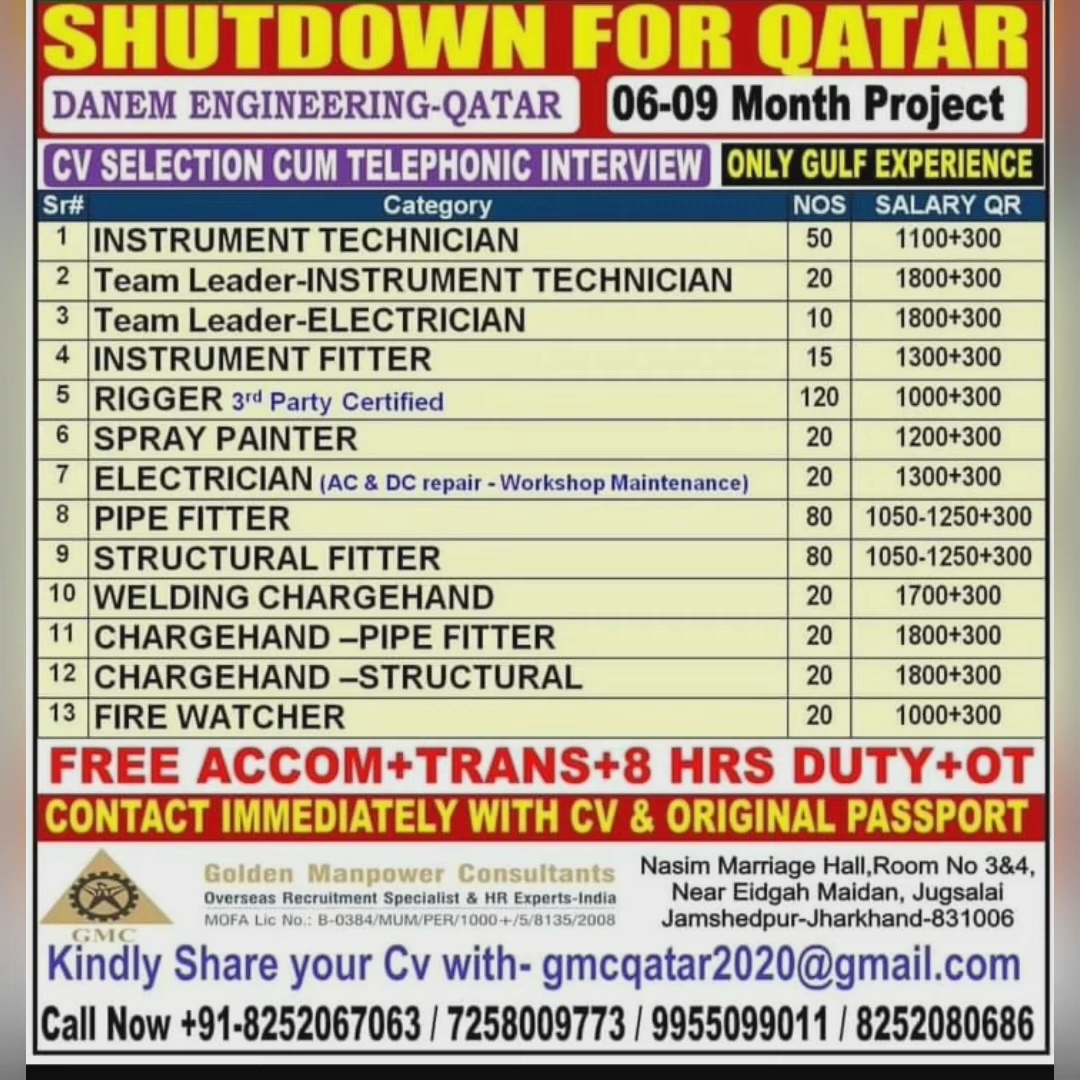 SHUTDOWN FOR QATAR
DANEM ENGINEERING-QATAR 06-09 Month Project
CV SELECTION CUM TELEPHONIC INTERVIEW ONLY GULF EXPERIENCE
Sr# Category NOS SALARY QR
1 INSTRUMENT TECHNICIAN 50 1100+300
2 Team Leader-INSTRUMENT TECHNICIAN 20 1800+300
3 Team Leader-ELECTRICIAN 10 1800+300
4 INSTRUMENT FITTER 15 1300+300
5 RIGGER 3rd Party Certified 120 1000+300
6 SPRAY PAINTER 20 1200+300
7 ELECTRICIAN (AC & DC repair - Workshop Maintenance) 20 1300+300
8 PIPE FITTER 80 1050-1250+300
9 STRUCTURAL FITTER 80 1050-1250+300
10 WELDING CHARGEHAND 20 1700+300
11 CHARGEHAND –PIPE FITTER 20 1800+300
12 CHARGEHAND –STRUCTURAL 20 1800+300
13 FIRE WATCHER 20 1000+300
FREE ACCOM+TRANS+8 HRS DUTY+OT
CONTACT IMMEDIATELY WITH CV & ORIGINAL PASSPORT
GMC
Golden Manpower Consultants
Overseas Recruitment Specialist & HR Experts-India
MOFA Lic No.: B-0384/MUM/PER/1000+/5/8135/2008
Nasim Marriage Hall,Room No 3&4,
Near Eidgah Maidan, Jugsalai
Jamshedpur-Jharkhand-831006
Kindly Share your Cv with- gmcqatar2020@gmail.com
Call Now +91-8252067063 / 7258009773 / 9955099011 / 8252080686